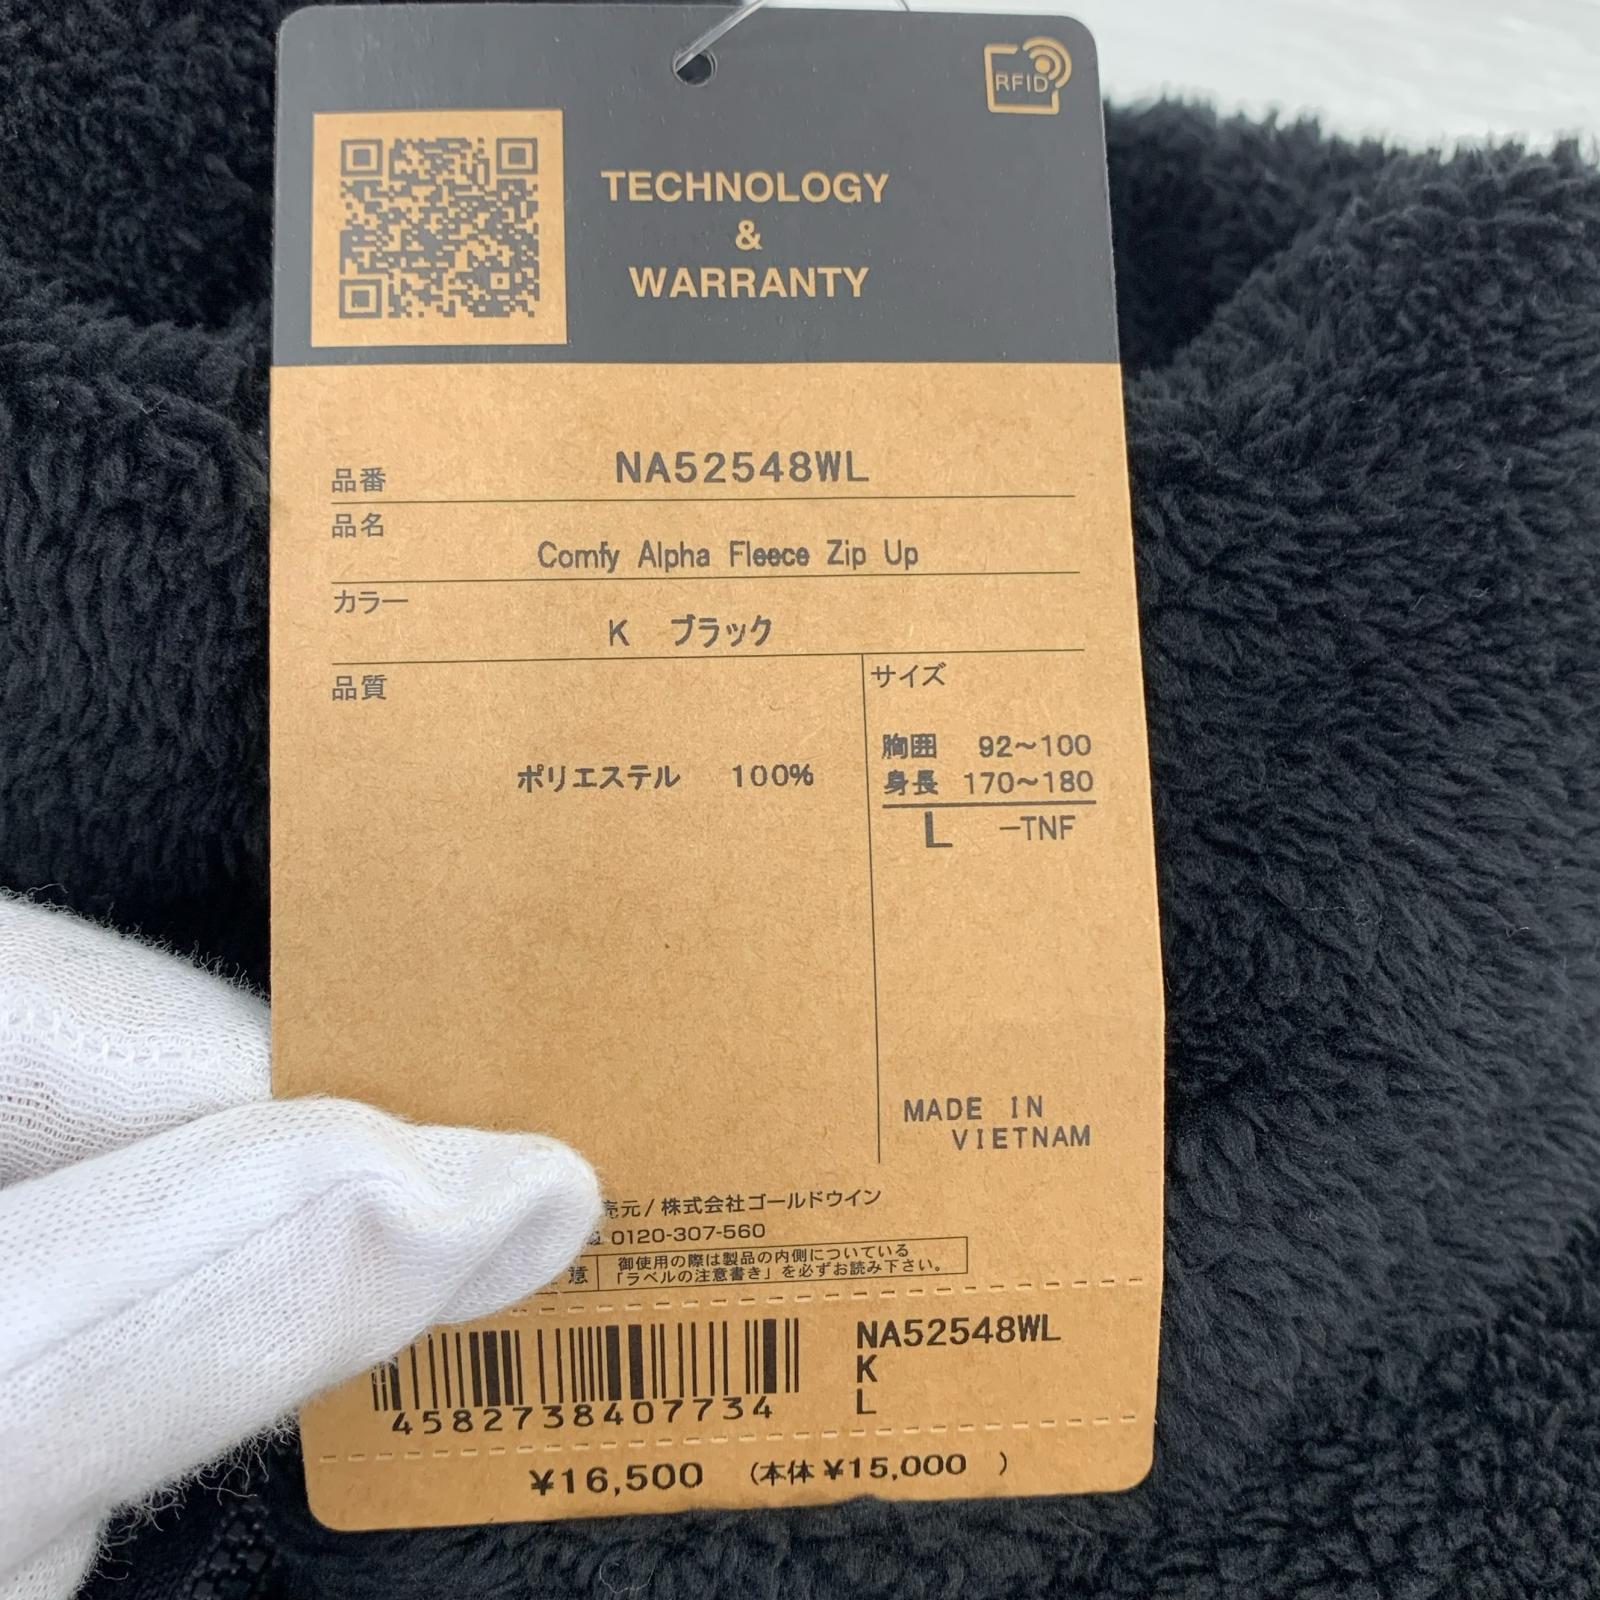 RFID
TECHNOLOGY
&
WARRANTY
品番 NA52548WL
品名
Comfy Alpha Fleece Zip Up
カラー
K ブラック
品質
サイズ
胸囲 92~100
ポリエステル 100%
身長 170~180
L -TNF
MADE IN
VIETNAM
売元/株式会社ゴールドウイン
0120-307-560
意 御使用の際は製品の内側についている
「ラベルの注意書き」を必ずお読み下さい。
NA52548WL
K
L
4582738407734
¥16,500 (本体¥15,000 )